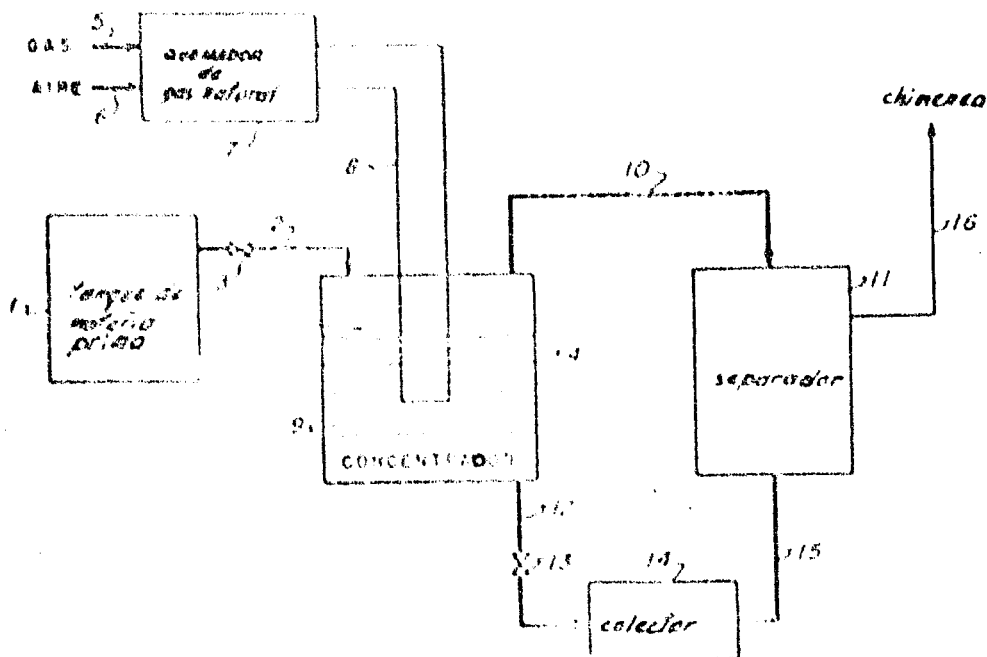 GAS
5
AIRE
6
quemador
de
gas natural
7
8
chimenea
10
16
2
3
1
Tanque de
materia
prima
4
11
separador
9
CONCENTRADOR
12
13
15
14
colector